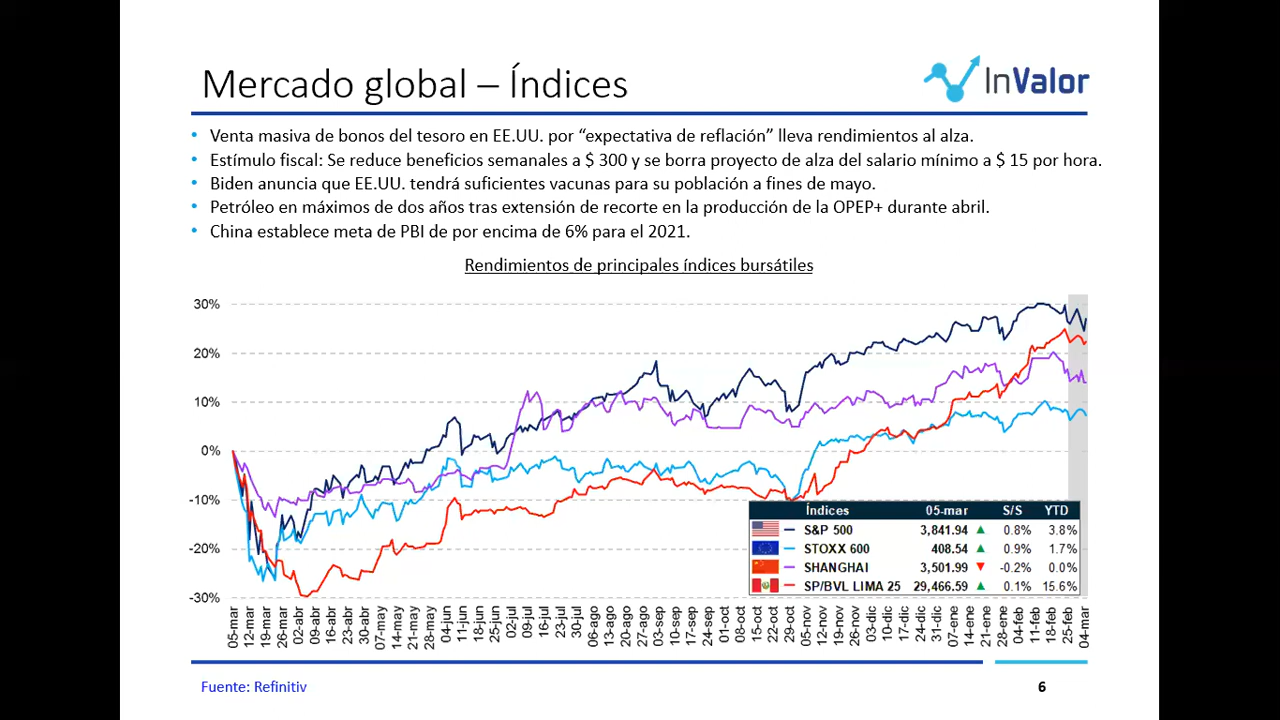 Mercado global – Índices
InValor
• Venta masiva de bonos del tesoro en EE.UU. por “expectativa de reflación” lleva rendimientos al alza.
• Estímulo fiscal: Se reduce beneficios semanales a $ 300 y se borra proyecto de alza del salario mínimo a $ 15 por hora.
• Biden anuncia que EE.UU. tendrá suficientes vacunas para su población a fines de mayo.
• Petróleo en máximos de dos años tras extensión de recorte en la producción de la OPEP+ durante abril.
• China establece meta de PBI de por encima de 6% para el 2021.
Rendimientos de principales índices bursátiles
30%
20%
10%
0%
-10%
-20%
-30%
Índices 05-mar S/S YTD
S&P 500 3,841.94 ▲ 0.8% 3.8%
STOXX 600 408.54 ▲ 0.9% 1.7%
SHANGHAI 3,501.99 ▼ -0.2% 0.0%
SP/BVL LIMA 25 29,466.59 ▲ 0.1% 15.6%
05-mar
12-mar
19-mar
26-mar
02-abr
09-abr
16-abr
23-abr
30-abr
07-may
14-may
21-may
28-may
04-jun
11-jun
18-jun
25-jun
02-jul
09-jul
16-jul
23-jul
30-jul
06-ago
13-ago
20-ago
27-ago
03-sep
10-sep
17-sep
24-sep
01-oct
08-oct
15-oct
22-oct
29-oct
05-nov
12-nov
19-nov
26-nov
03-dic
10-dic
17-dic
24-dic
31-dic
07-ene
14-ene
21-ene
28-ene
04-feb
11-feb
18-feb
25-feb
04-mar
Fuente: Refinitiv
6